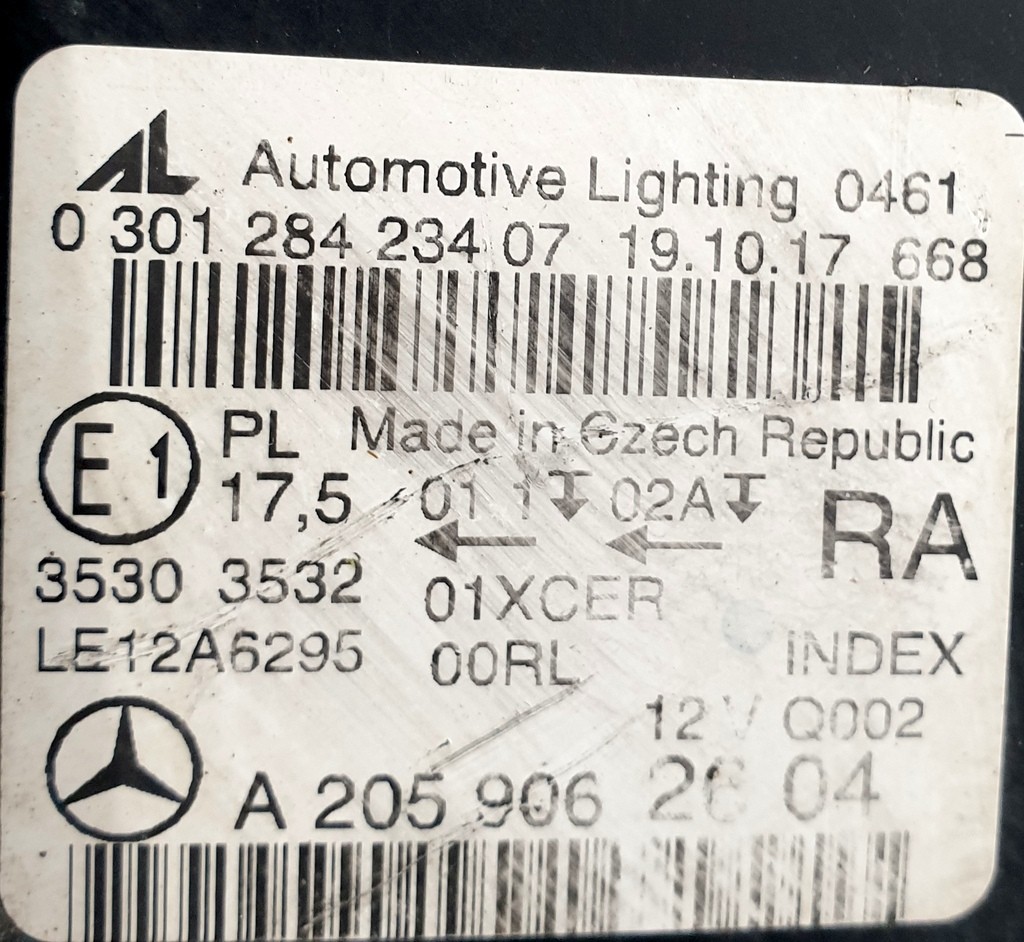 AL Automotive Lighting 0461
0 301 284 234 07 19.10.17 668
E1 PL Made in Czech Republic
17,5 01 1 02A RA
3530 3532 01XCER
LE12A6295 00RL INDEX
12 V Q002
A 205 906 04